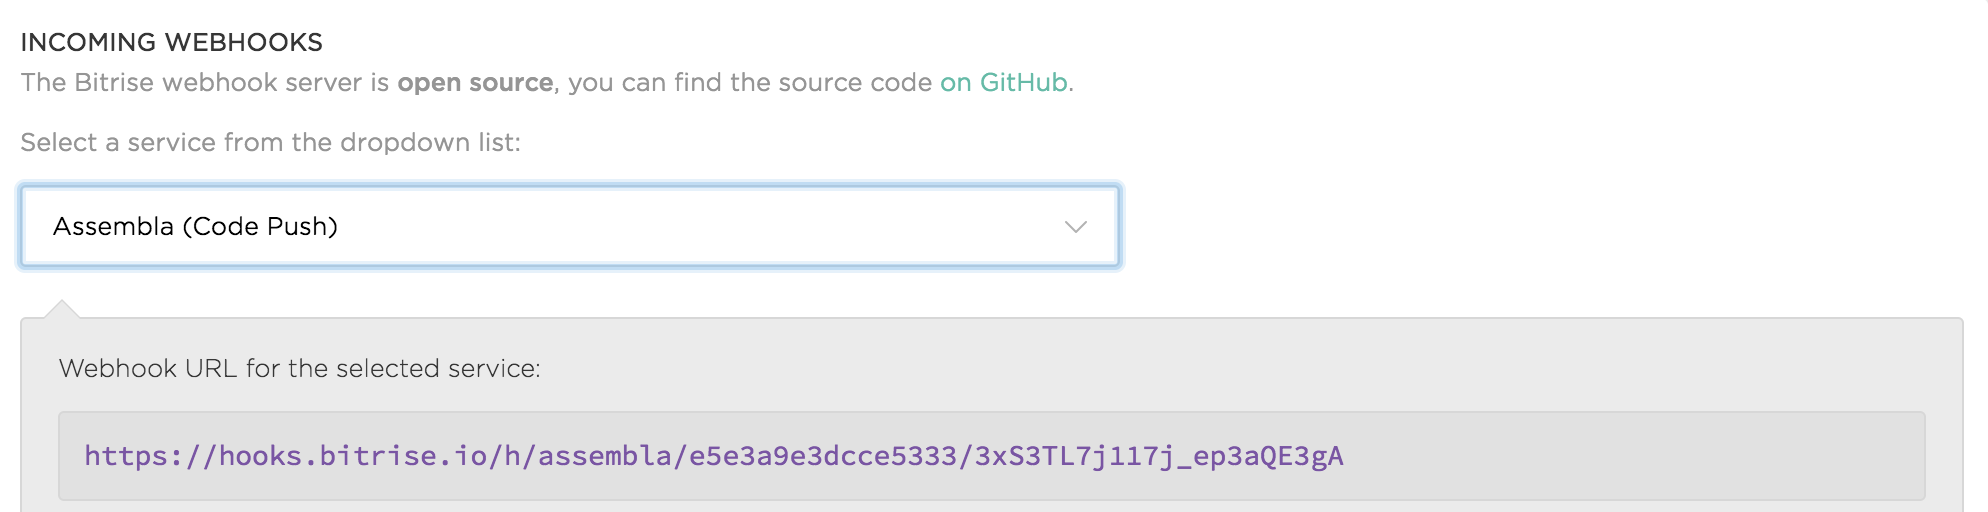 INCOMING WEBHOOKS
The Bitrise webhook server is open source, you can find the source code on GitHub.
Select a service from the dropdown list:
Assembla (Code Push)
Webhook URL for the selected service:
https://hooks.bitrise.io/h/assembla/e5e3a9e3dcce5333/3xS3TL7j117j_ep3aQE3gA